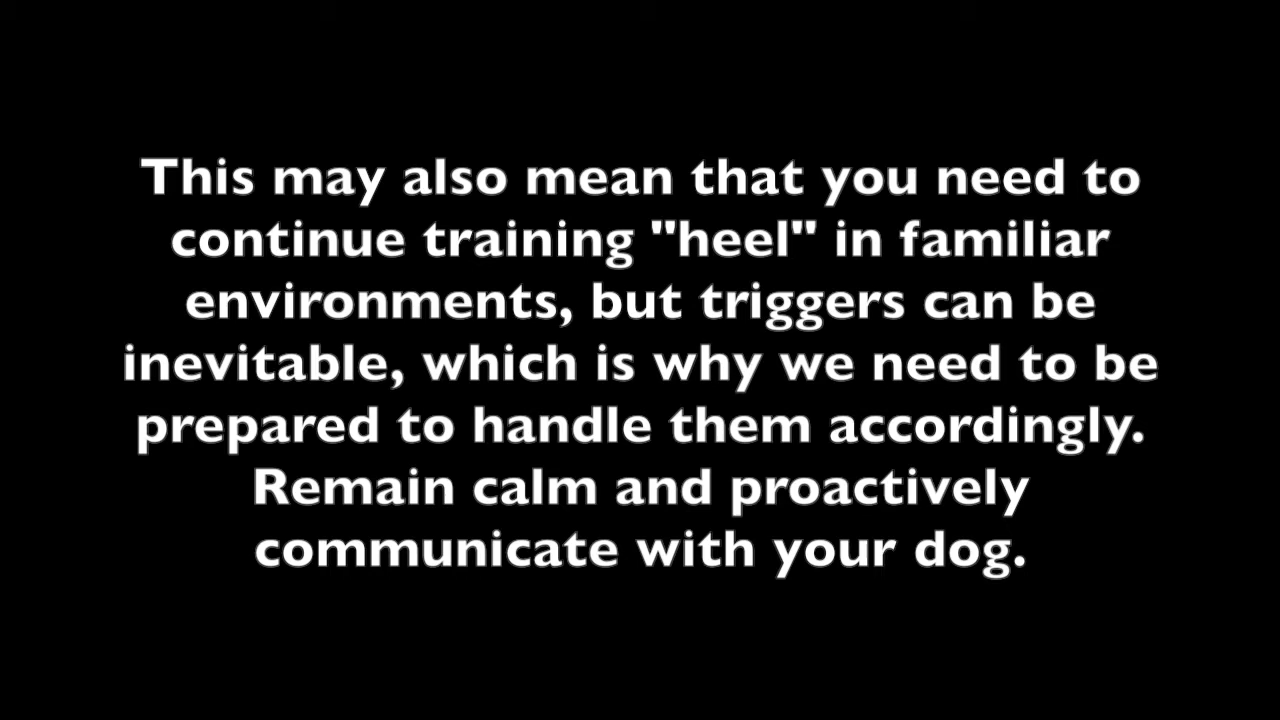 This may also mean that you need to
continue training "heel" in familiar
environments, but triggers can be
inevitable, which is why we need to be
prepared to handle them accordingly.
Remain calm and proactively
communicate with your dog.